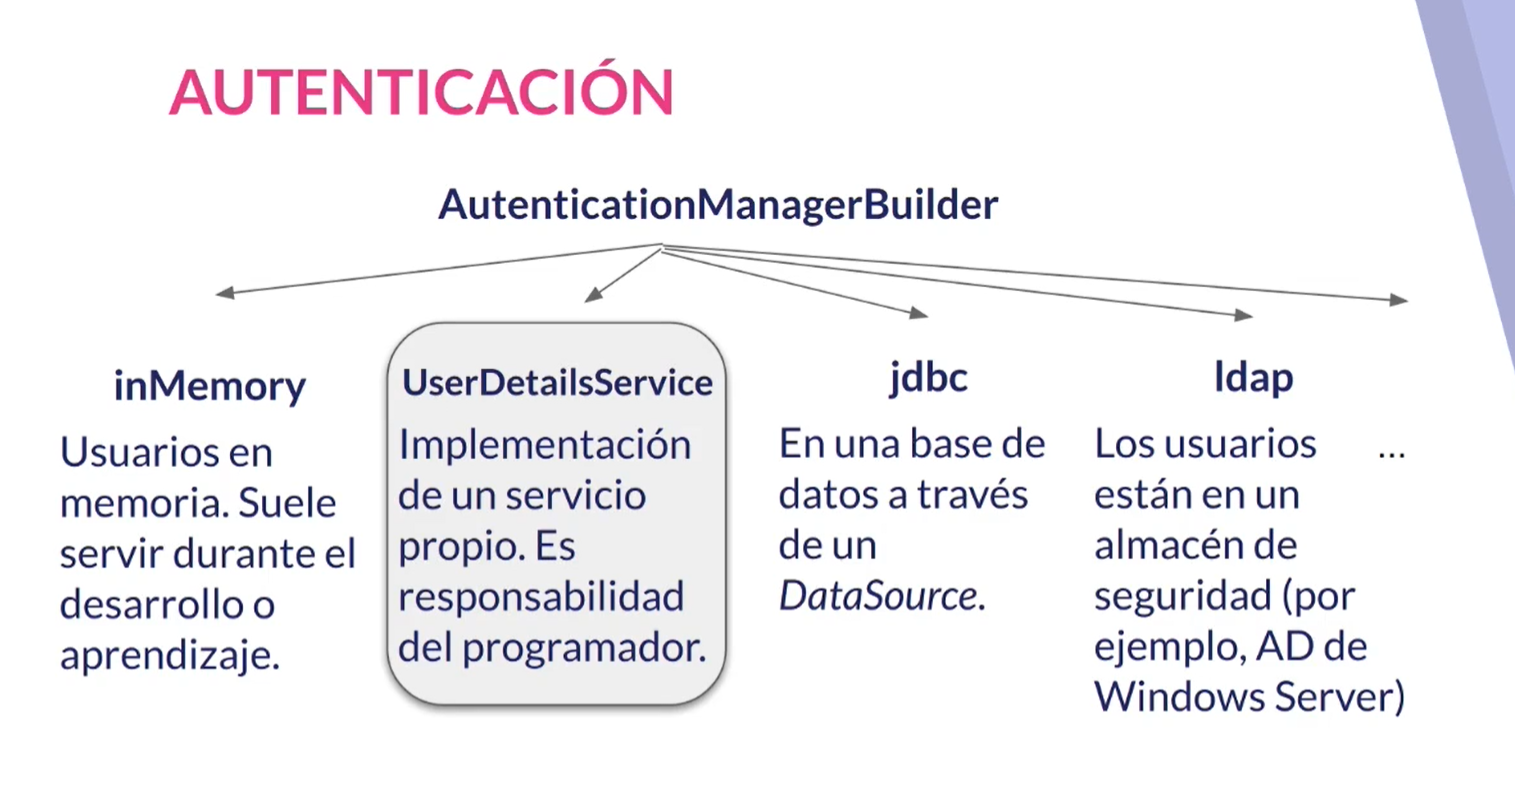 AUTENTICACIÓN
AutenticationManagerBuilder
inMemory
Usuarios en
memoria. Suele
servir durante el
desarrollo o
aprendizaje.
UserDetailsService
Implementación
de un servicio
propio. Es
responsabilidad
del programador.
jdbc
En una base de
datos a través
de un
DataSource.
ldap
Los usuarios
están en un
almacén de
seguridad (por
ejemplo, AD de
Windows Server)
...